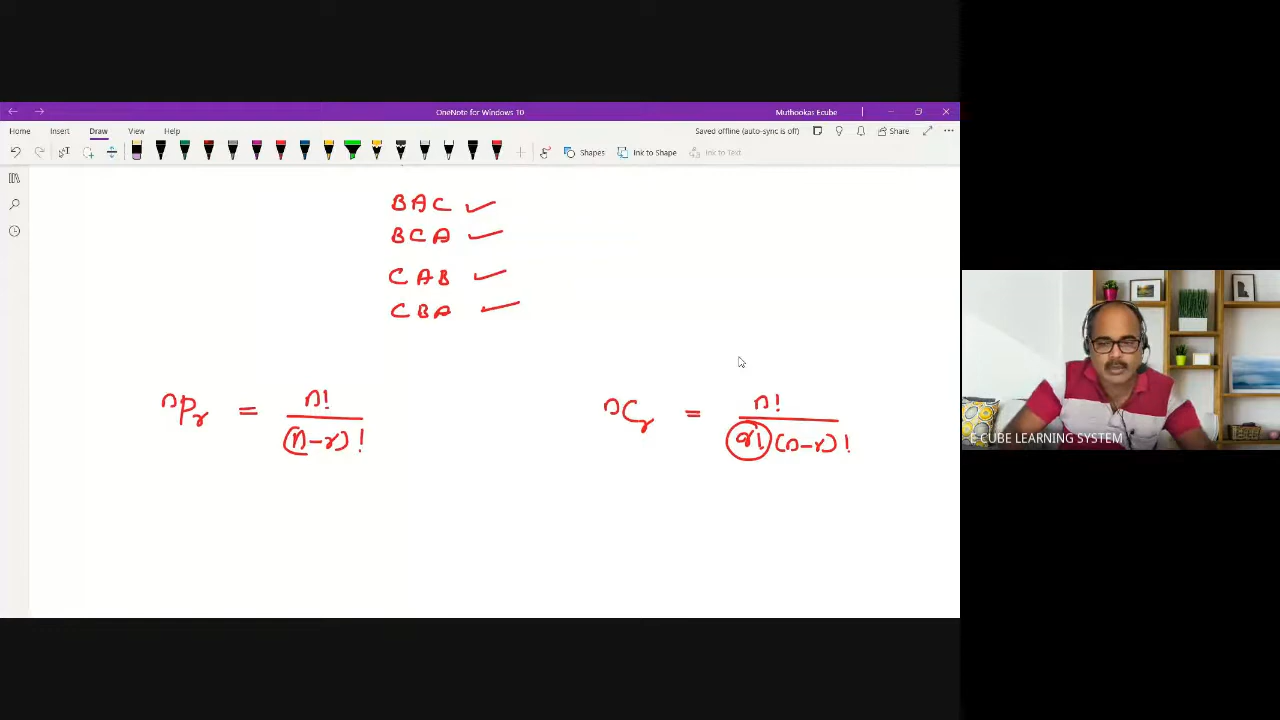 OneNote for Windows 10
Muthookas Ecube
Home Insert Draw View Help
Saved offline (auto-sync is off)
Share
Shapes
Ink to Shape
Ink to Text
BAC ✓
BCA ✓
CAB ✓
CBA ✓
ⁿPᵣ = n! / (n-r)!
ⁿCᵣ = n! / r! (n-r)!
E CUBE LEARNING SYSTEM